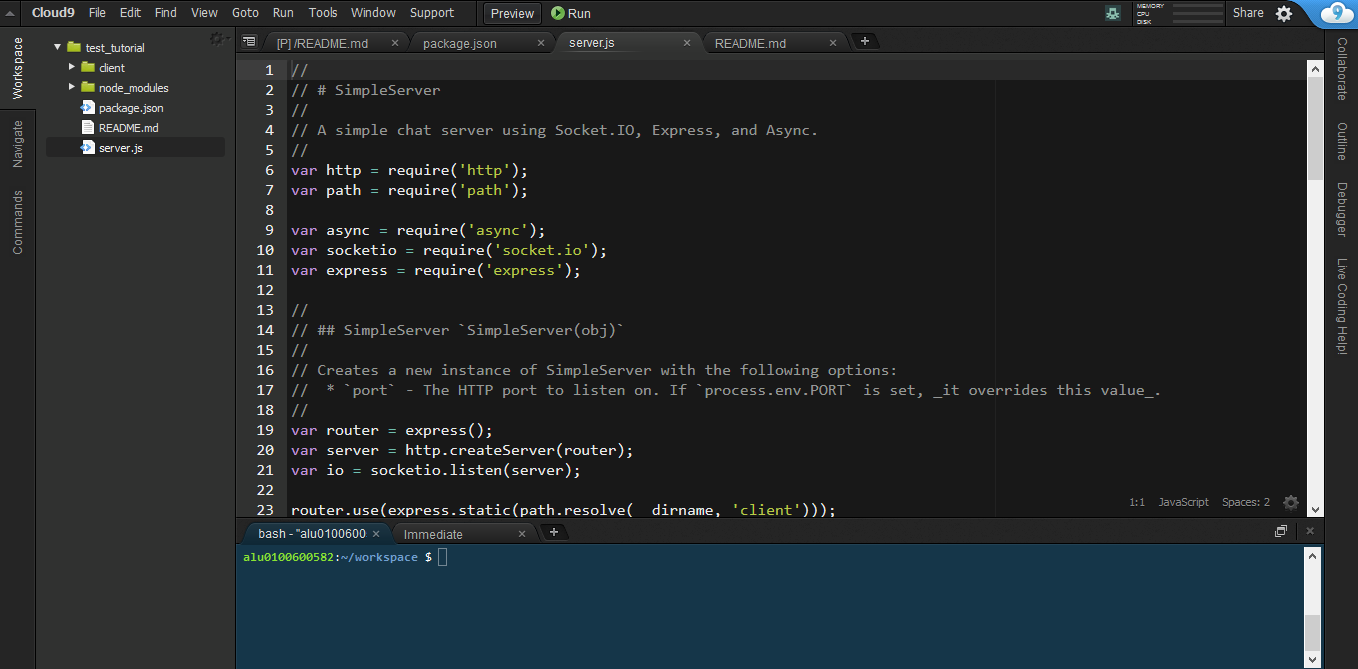 Cloud9 File Edit Find View Goto Run Tools Window Support Preview Run MEMORY CPU DISK Share 9
Workspace
Navigate
Commands
test_tutorial
client
node_modules
package.json
README.md
server.js
[P] /README.md × package.json × server.js × README.md × +
1 //
2 // # SimpleServer
3 //
4 // A simple chat server using Socket.IO, Express, and Async.
5 //
6 var http = require('http');
7 var path = require('path');
8
9 var async = require('async');
10 var socketio = require('socket.io');
11 var express = require('express');
12
13 //
14 // ## SimpleServer `SimpleServer(obj)`
15 //
16 // Creates a new instance of SimpleServer with the following options:
17 //  * `port` - The HTTP port to listen on. If `process.env.PORT` is set, _it overrides this value_.
18 //
19 var router = express();
20 var server = http.createServer(router);
21 var io = socketio.listen(server);
22
23 router.use(express.static(path.resolve(__dirname, 'client')));
1:1 JavaScript Spaces: 2
bash - "alu0100600 × Immediate × +
alu0100600582:~/workspace $
Collaborate
Outline
Debugger
Live Coding Help!